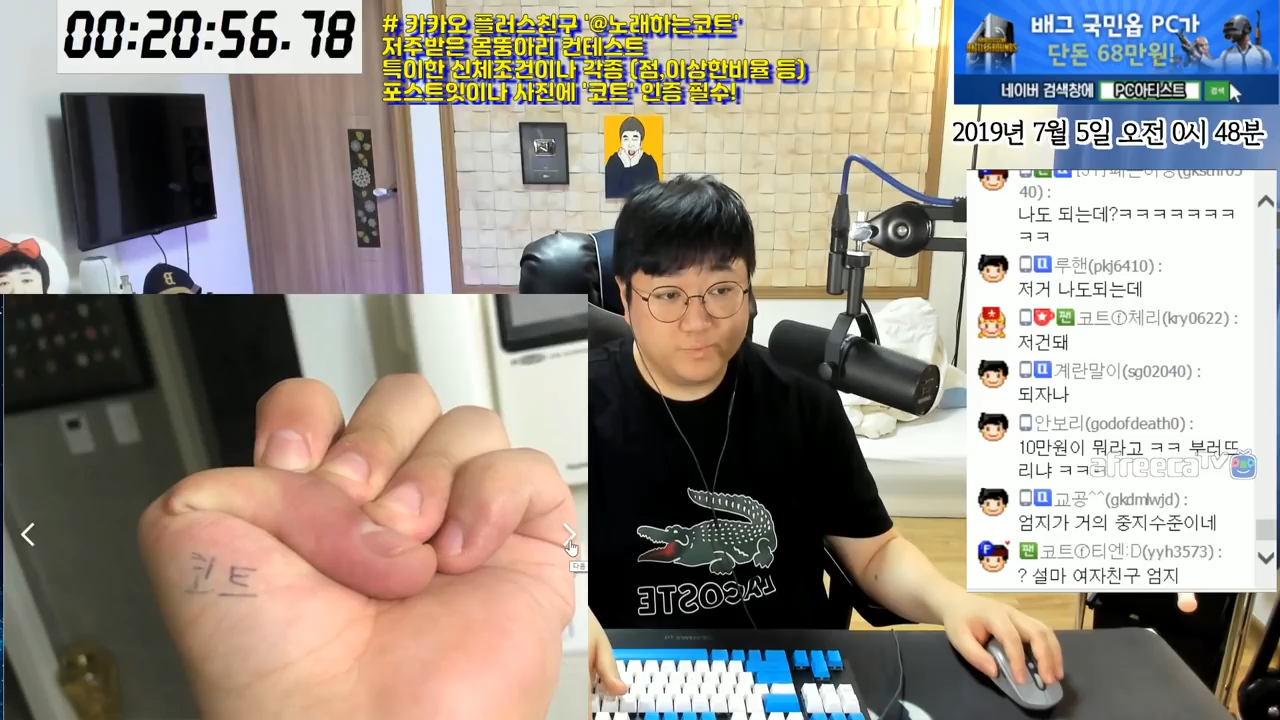 00:20:56.78
# 카카오 플러스친구 '@노래하는코트'
저주받은 몸뚱아리 컨테스트
특이한 신체조건이나 각종 (점,이상한비율 등)
포스트잇이나 사진에 '코트' 인증 필수!
배그 국민옵 PC가
단돈 68만원!
네이버 검색창에 PC아티스트 검색
2019년 7월 5일 오전 0시 48분
40) :
나도 되는데?ㅋㅋㅋㅋㅋㅋㅋ
ㅋㅋ
루핸(pkj6410) :
저거 나도되는데
팬 코트ⓕ체리(kry0622) :
저건돼
계란말이(sg02040) :
되자나
안보리(godofdeath0) :
10만원이 뭐라고 ㅋㅋ 부러뜨
리냐 ㅋㅋ
afreecaTV
교공^^(gkdmlwjd) :
엄지가 거의 중지수준이네
팬 코트ⓕ티엔:D(yyh3573) :
? 설마 여자친구 엄지
코트
다음
LACOSTE